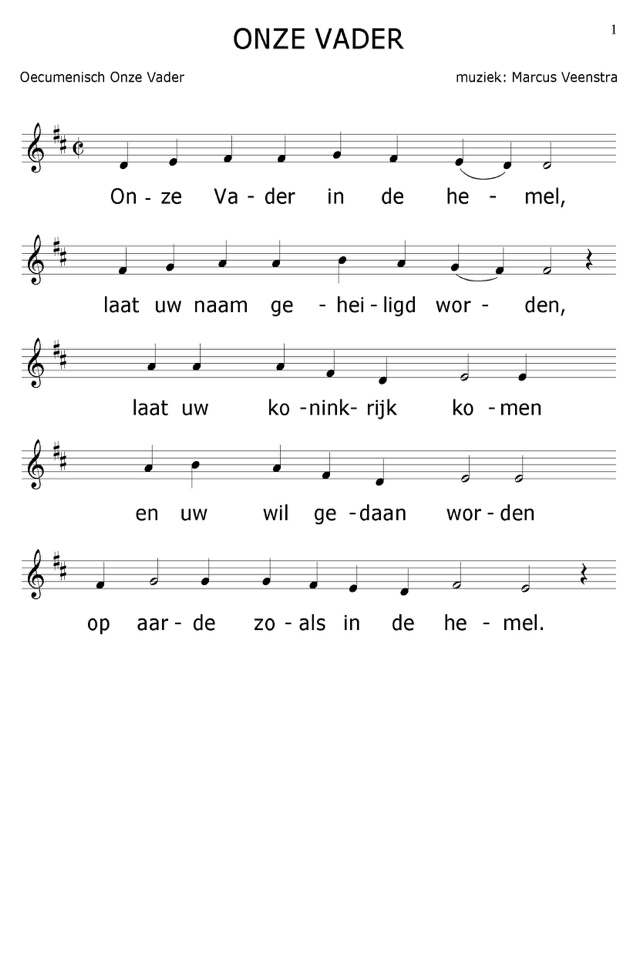 1
ONZE VADER
Oecumenisch Onze Vader muziek: Marcus Veenstra
On - ze Va - der in de he - mel,
laat uw naam ge - hei - ligd wor - den,
laat uw ko - nink - rijk ko - men
en uw wil ge - daan wor - den
op aar - de zo - als in de he - mel.